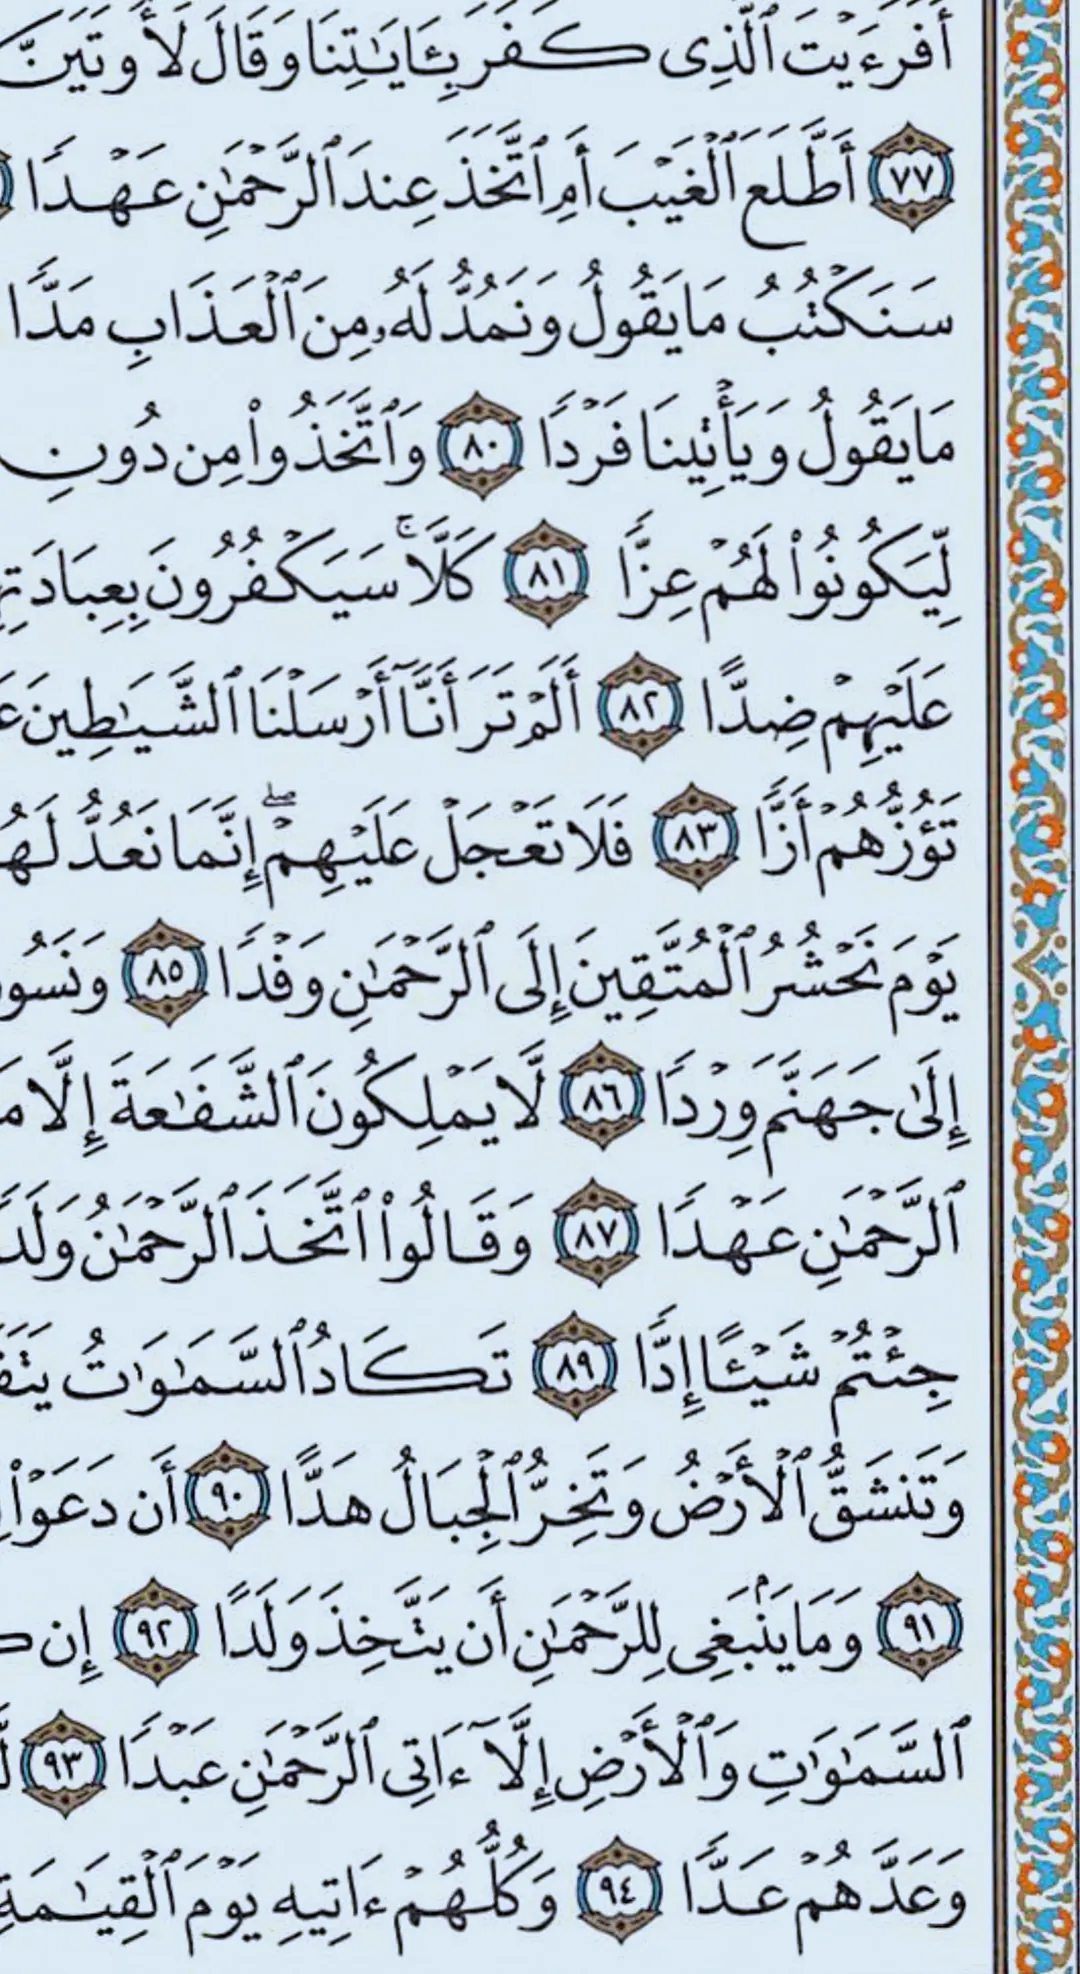 أَفَرَءَيْتَ ٱلَّذِى كَفَرَ بِـَٔايَـٰتِنَا وَقَالَ لَأُوتَيَنَّ
٧٧ أَطَّلَعَ ٱلْغَيْبَ أَمِ ٱتَّخَذَ عِندَ ٱلرَّحْمَـٰنِ عَهْدًا
سَنَكْتُبُ مَا يَقُولُ وَنَمُدُّ لَهُۥ مِنَ ٱلْعَذَابِ مَدًّا
مَا يَقُولُ وَيَأْتِينَا فَرْدًا ٨٠ وَٱتَّخَذُوا۟ مِن دُونِ
لِّيَكُونُوا۟ لَهُمْ عِزًّا ٨١ كَلَّا ۚ سَيَكْفُرُونَ
عَلَيْهِمْ ضِدًّا ٨٢ أَلَمْ تَرَ أَنَّآ أَرْسَلْنَا ٱلشَّيَـٰطِينَ
تَؤُزُّهُمْ أَزًّا ٨٣ فَلَا تَعْجَلْ عَلَيْهِمْ ۖ إِنَّمَا نَعُدُّ
يَوْمَ نَحْشُرُ ٱلْمُتَّقِينَ إِلَى ٱلرَّحْمَـٰنِ وَفْدًا ٨٥
إِلَىٰ جَهَنَّمَ وِرْدًا ٨٦ لَّا يَمْلِكُونَ ٱلشَّفَـٰعَةَ إِلَّا
ٱلرَّحْمَـٰنِ عَهْدًا ٨٧ وَقَالُوا۟ ٱتَّخَذَ ٱلرَّحْمَـٰنُ
جِئْتُمْ شَيْـًٔا إِدًّا ٨٩ تَكَادُ ٱلسَّمَـٰوَٰتُ
وَتَنشَقُّ ٱلْأَرْضُ وَتَخِرُّ ٱلْجِبَالُ هَدًّا ٩٠ أَن دَعَوْا۟
٩١ وَمَا يَنۢبَغِى لِلرَّحْمَـٰنِ أَن يَتَّخِذَ وَلَدًا ٩٢ إِن
ٱلسَّمَـٰوَٰتِ وَٱلْأَرْضِ إِلَّآ ءَاتِى ٱلرَّحْمَـٰنِ عَبْدًا ٩٣
وَعَدَّهُمْ عَدًّا ٩٤ وَكُلُّهُمْ ءَاتِيهِ يَوْمَ ٱلْقِيَـٰمَةِ